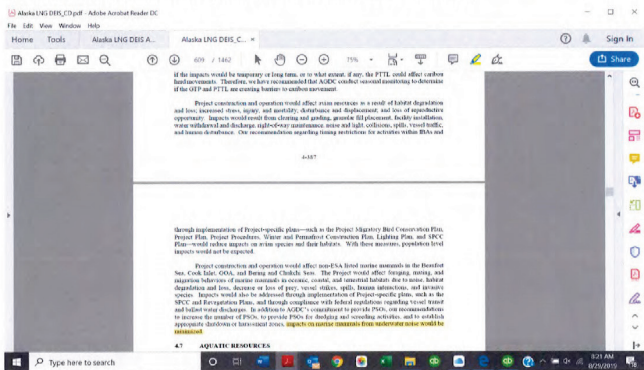 Alaska LNG DEIS_CD.pdf - Adobe Acrobat Reader DC
File Edit View Window Help
Home Tools Alaska LNG DEIS A... Alaska LNG DEIS_C... × Sign In
609 / 1462 75% Share
if the impacts would be temporary or long term, or to what extent, if any, the PTTL could affect caribou
herd movements. Therefore, we have recommended that AGDC conduct seasonal monitoring to determine
if the GTP and PTTL are creating barriers to caribou movement.
Project construction and operation would affect avian resources as a result of habitat degradation
and loss; increased stress, injury, and mortality; disturbance and displacement; and loss of reproductive
opportunity. Impacts would result from clearing and grading, granular fill placement, facility installation,
water withdrawal and discharge, right-of-way maintenance, noise and light, collisions, spills, vessel traffic,
and human disturbance. Our recommendation regarding timing restrictions for activities within IBAs and
4-387
through implementation of Project-specific plans—such as the Project Migratory Bird Conservation Plan,
Project Plan, Project Procedures, Winter and Permafrost Construction Plan, Lighting Plan, and SPCC
Plan—would reduce impacts on avian species and their habitats. With these measures, population level
impacts would not be expected.
Project construction and operation would affect non-ESA listed marine mammals in the Beaufort
Sea, Cook Inlet, GOA, and Bering and Chukchi Seas. The Project would affect foraging, mating, and
migration behaviors of marine mammals in oceanic, coastal, and terrestrial habitats due to noise, habitat
degradation and loss, decrease or loss of prey, vessel strikes, spills, human interactions, and invasive
species. Impacts would also be addressed through implementation of Project-specific plans, such as the
SPCC and Revegetation Plans, and through compliance with federal regulations regarding vessel transit
and ballast water discharges. In addition to AGDC's commitment to provide PSOs, our recommendations
to increase the number of PSOs, to provide PSOs for dredging and screeding activities, and to establish
appropriate shutdown or harassment zones, impacts on marine mammals from underwater noise would be
minimized.
4.7 AQUATIC RESOURCES
Type here to search 8:21 AM
8/29/2019